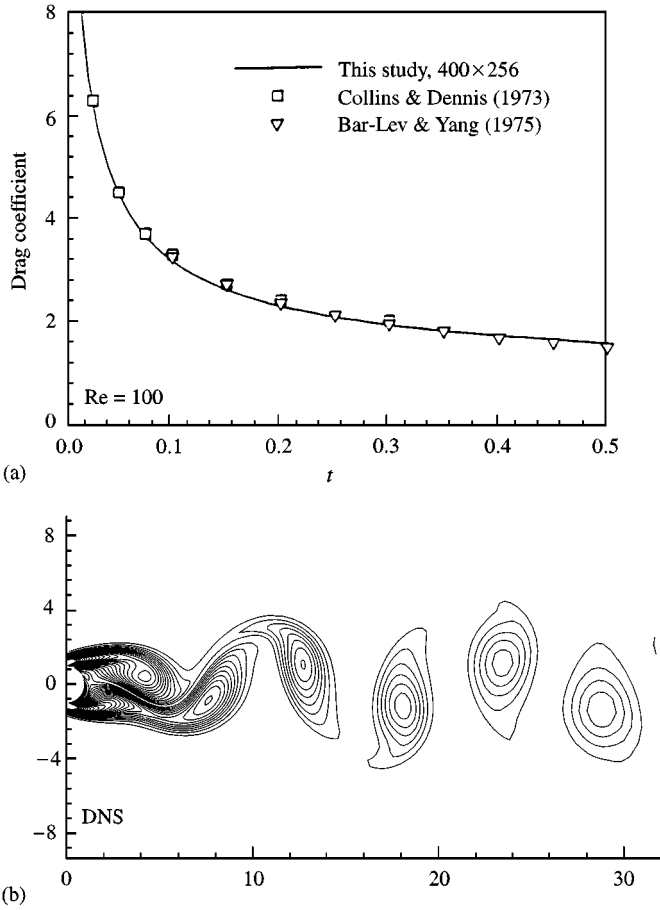 8
This study, 400×256
Collins & Dennis (1973)
Bar-Lev & Yang (1975)
6
Drag coefficient
4
2
Re = 100
0
0.0 0.1 0.2 0.3 0.4 0.5
(a)
t
8
4
0
−4
−8
DNS
0 10 20 30
(b)